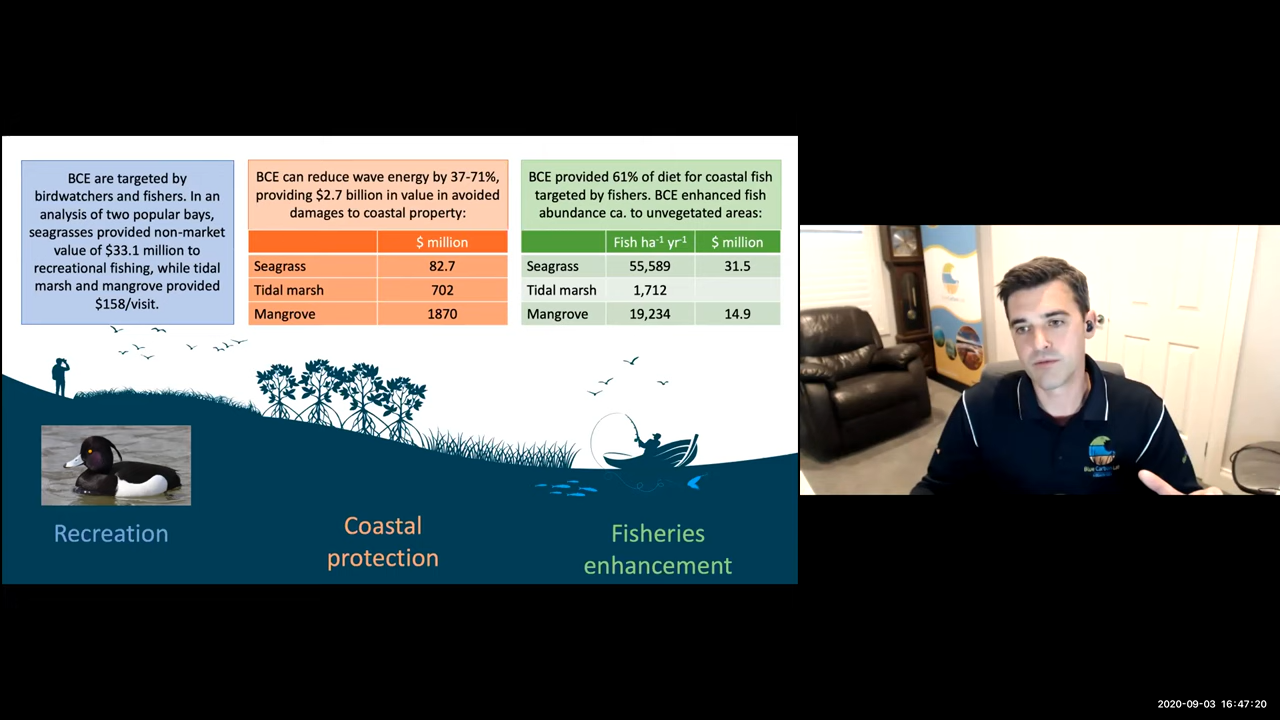 BCE are targeted by
birdwatchers and fishers. In an
analysis of two popular bays,
seagrasses provided non-market
value of $33.1 million to
recreational fishing, while tidal
marsh and mangrove provided
$158/visit.
BCE can reduce wave energy by 37-71%,
providing $2.7 billion in value in avoided
damages to coastal property:
$ million
Seagrass 82.7
Tidal marsh 702
Mangrove 1870
BCE provided 61% of diet for coastal fish
targeted by fishers. BCE enhanced fish
abundance ca. to unvegetated areas:
Fish ha⁻¹ yr⁻¹ $ million
Seagrass 55,589 31.5
Tidal marsh 1,712
Mangrove 19,234 14.9
Recreation
Coastal
protection
Fisheries
enhancement
Blue Carbon Lab
2020-09-03 16:47:20